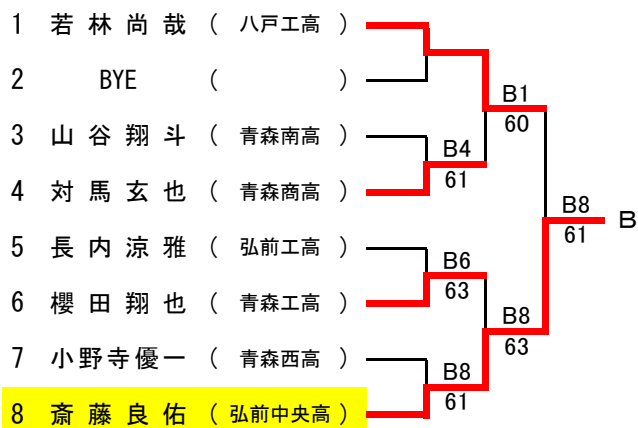 1 若林尚哉 ( 八戸工高 )
2 BYE ( )
B1
60
3 山谷翔斗 ( 青森南高 )
B4
61
4 対馬玄也 ( 青森商高 )
B8
61
B
5 長内涼雅 ( 弘前工高 )
B6
63
6 櫻田翔也 ( 青森工高 )
B8
63
7 小野寺優一 ( 青森西高 )
B8
61
8 斎藤良佑 ( 弘前中央高 )